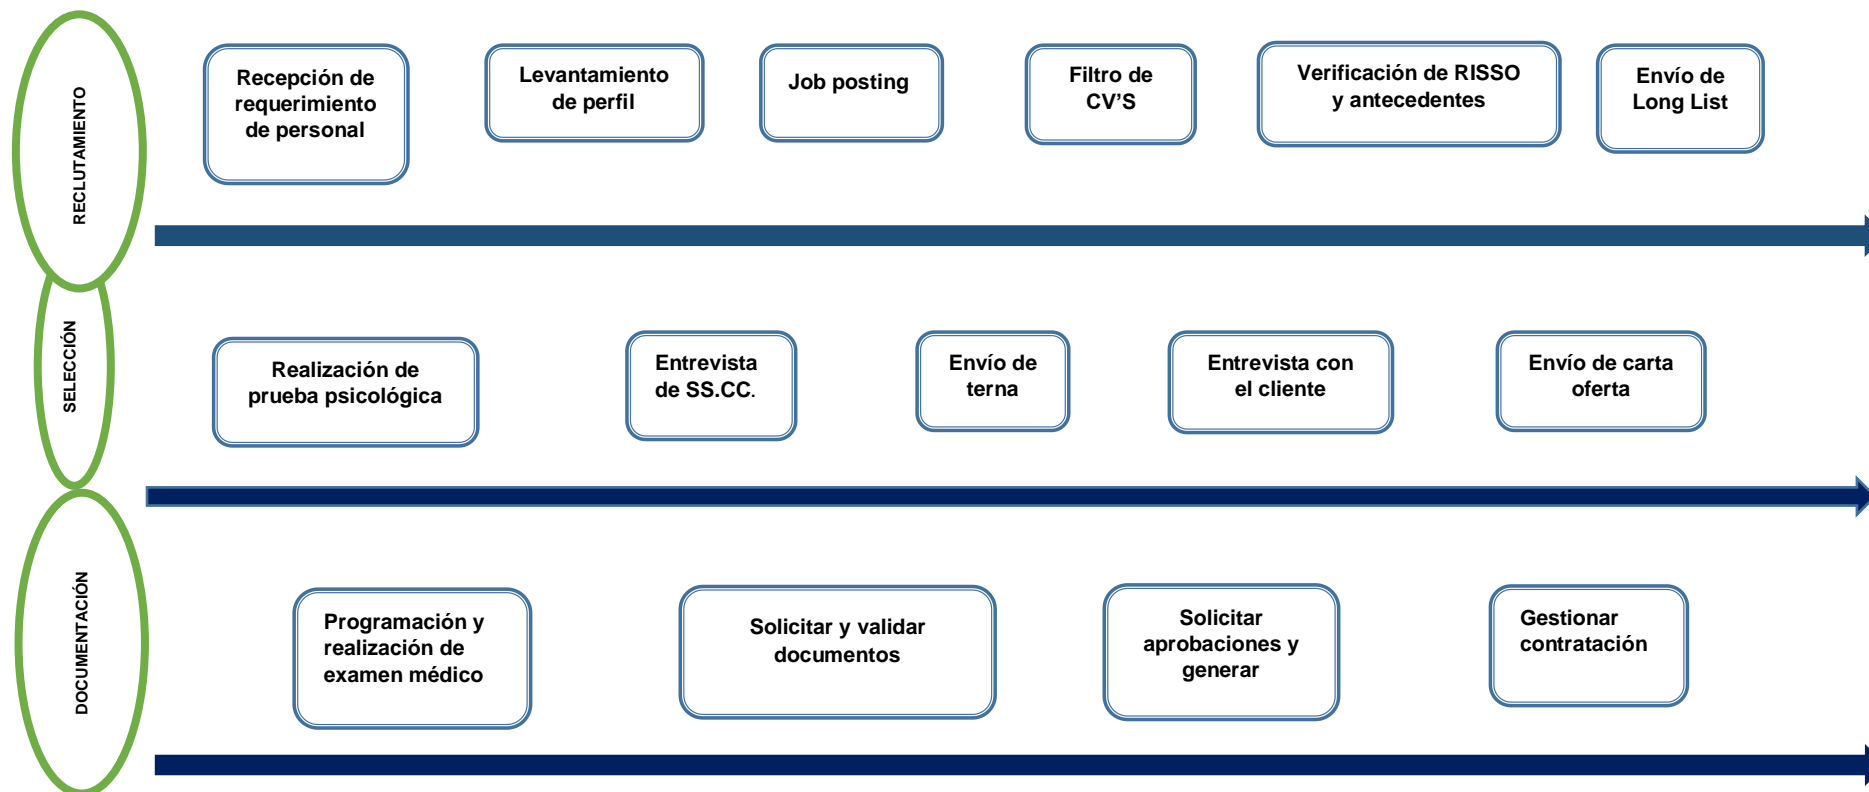 RECLUTAMIENTO
Recepción de
requerimiento
de personal
Levantamiento
de perfil
Job posting
Filtro de
CV'S
Verificación de RISSO
y antecedentes
Envío de
Long List
SELECCIÓN
Realización de
prueba psicológica
Entrevista
de SS.CC.
Envío de
terna
Entrevista con
el cliente
Envío de carta
oferta
DOCUMENTACIÓN
Programación y
realización de
examen médico
Solicitar y validar
documentos
Solicitar
aprobaciones y
generar
Gestionar
contratación